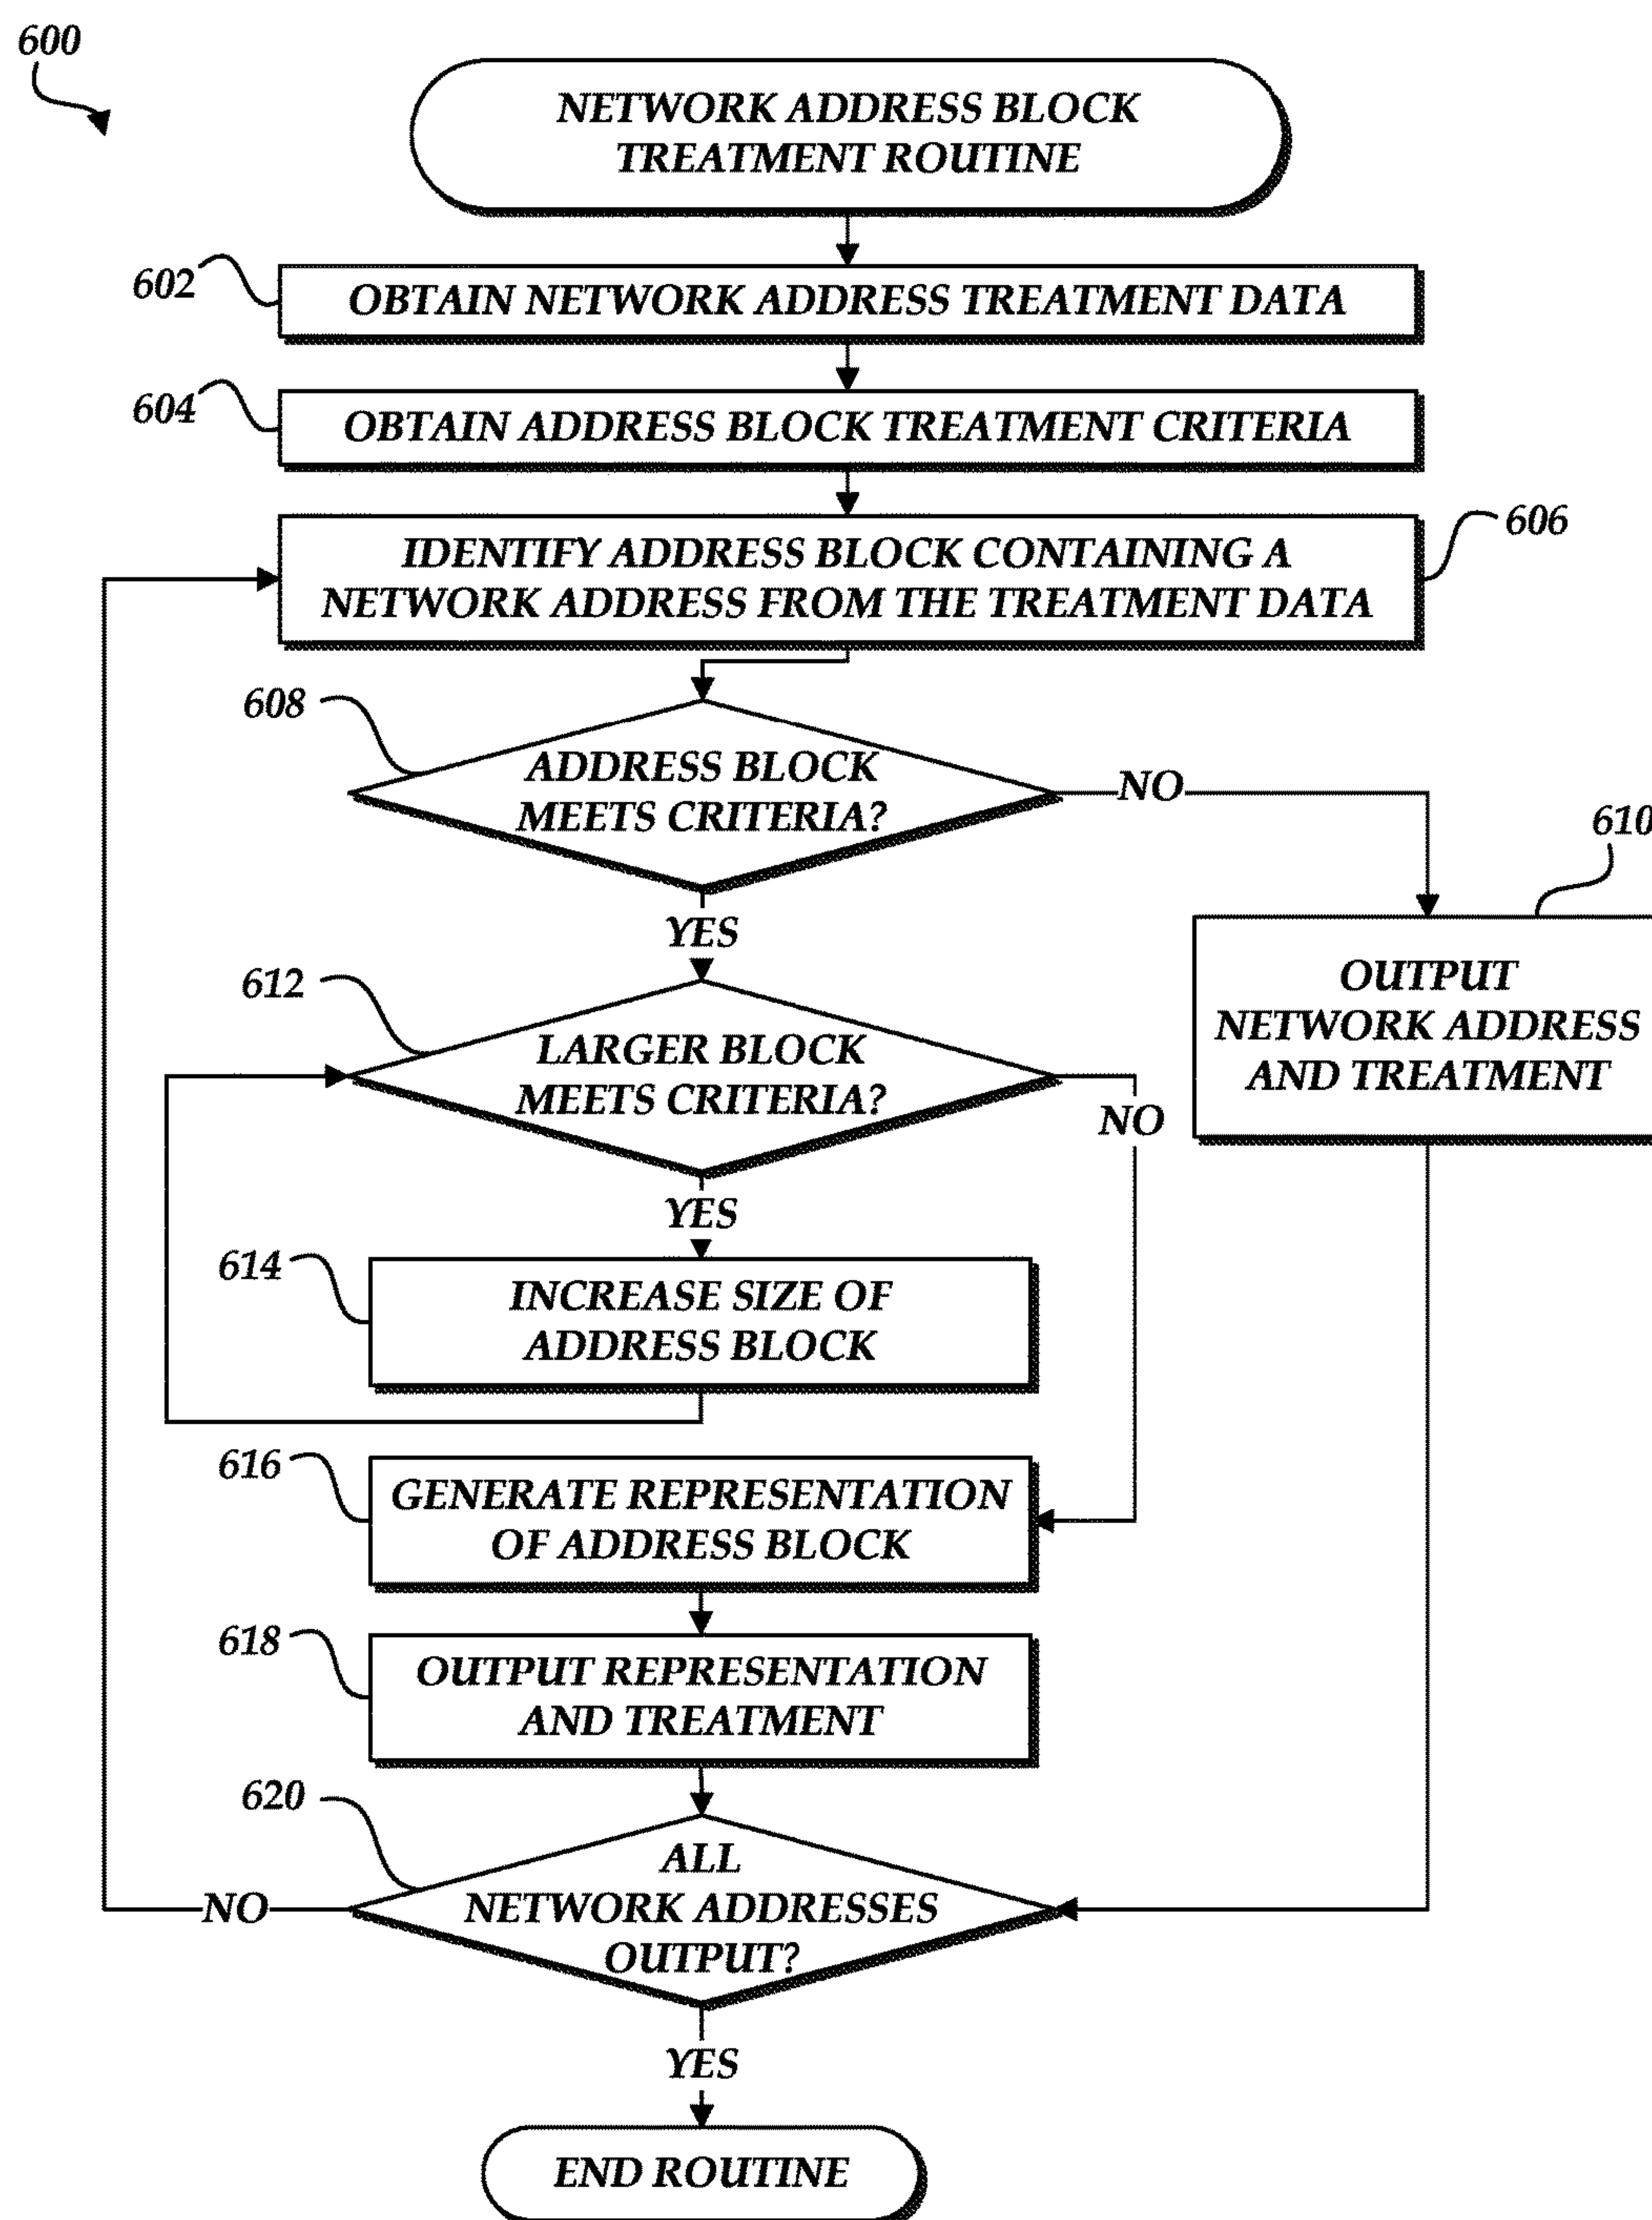 600
NETWORK ADDRESS BLOCK
TREATMENT ROUTINE
602
OBTAIN NETWORK ADDRESS TREATMENT DATA
604
OBTAIN ADDRESS BLOCK TREATMENT CRITERIA
606
IDENTIFY ADDRESS BLOCK CONTAINING A
NETWORK ADDRESS FROM THE TREATMENT DATA
608
ADDRESS BLOCK
MEETS CRITERIA?
NO
610
OUTPUT
NETWORK ADDRESS
AND TREATMENT
YES
612
LARGER BLOCK
MEETS CRITERIA?
NO
YES
614
INCREASE SIZE OF
ADDRESS BLOCK
616
GENERATE REPRESENTATION
OF ADDRESS BLOCK
618
OUTPUT REPRESENTATION
AND TREATMENT
620
ALL
NETWORK ADDRESSES
OUTPUT?
NO
YES
END ROUTINE